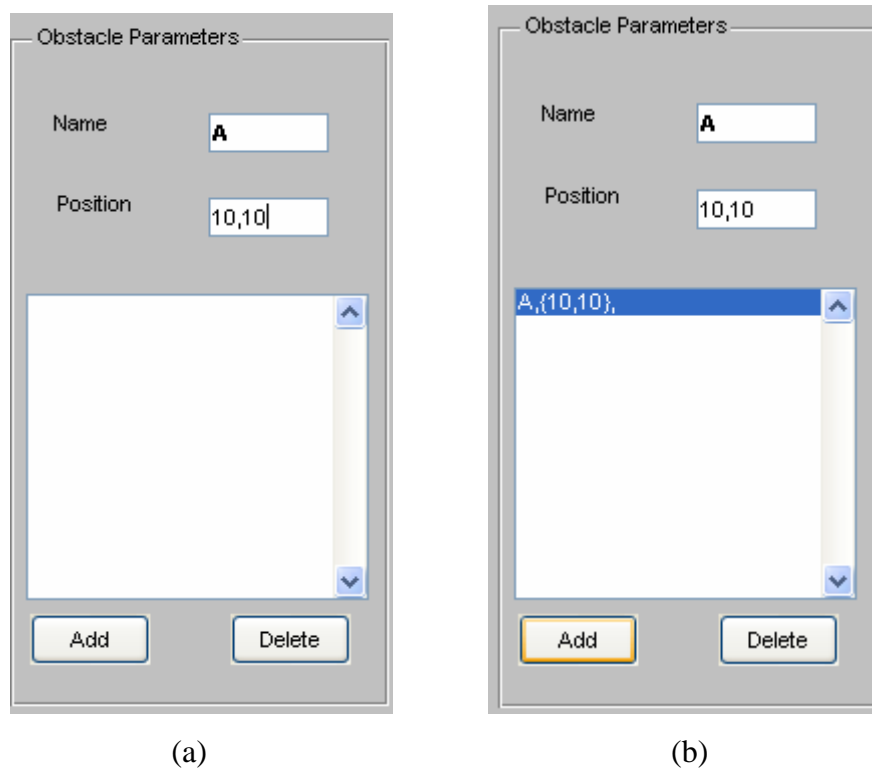 Obstacle Parameters
Name
A
Position
10,10
Add
Delete
(a)
Obstacle Parameters
Name
A
Position
10,10
A,{10,10},
Add
Delete
(b)